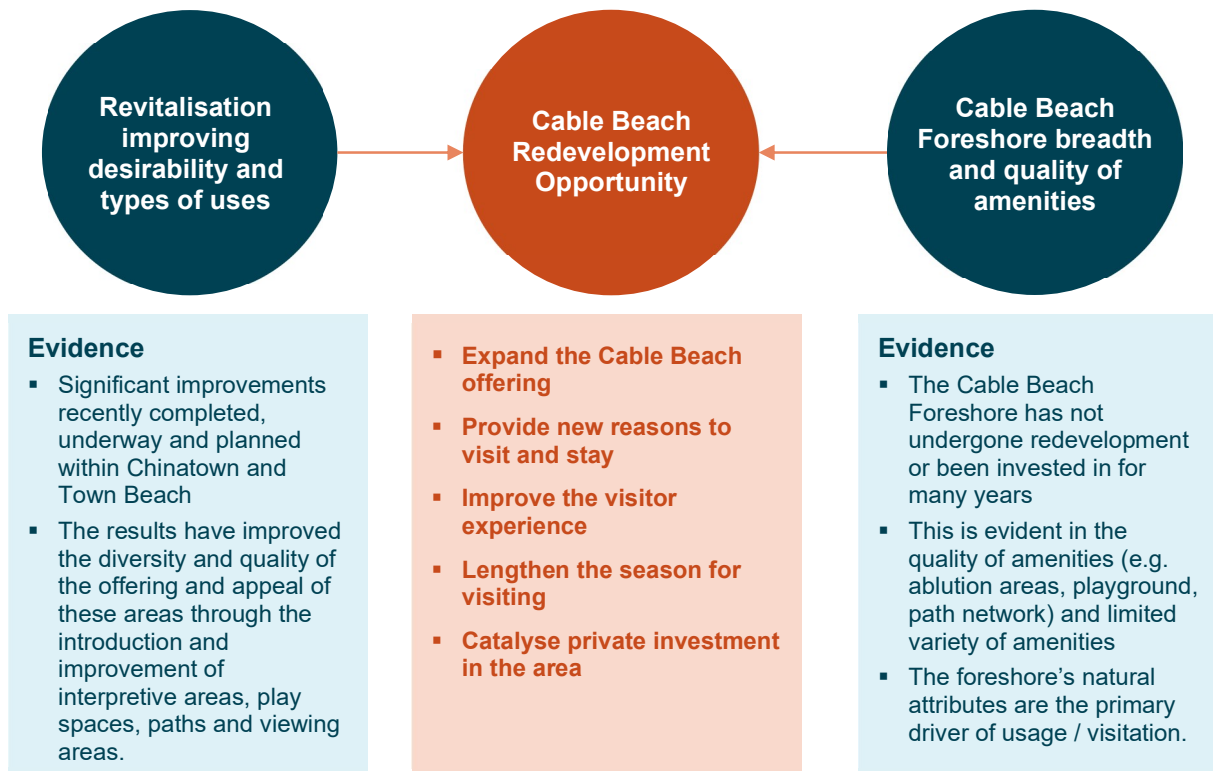 Revitalisation
improving
desirability and
types of uses
Cable Beach
Redevelopment
Opportunity
Cable Beach
Foreshore breadth
and quality of
amenities
Evidence
▪ Significant improvements
recently completed,
underway and planned
within Chinatown and
Town Beach
▪ The results have improved
the diversity and quality of
the offering and appeal of
these areas through the
introduction and
improvement of
interpretive areas, play
spaces, paths and viewing
areas.
▪ Expand the Cable Beach
offering
▪ Provide new reasons to
visit and stay
▪ Improve the visitor
experience
▪ Lengthen the season for
visiting
▪ Catalyse private investment
in the area
Evidence
▪ The Cable Beach
Foreshore has not
undergone redevelopment
or been invested in for
many years
▪ This is evident in the
quality of amenities (e.g.
ablution areas, playground,
path network) and limited
variety of amenities
▪ The foreshore’s natural
attributes are the primary
driver of usage / visitation.